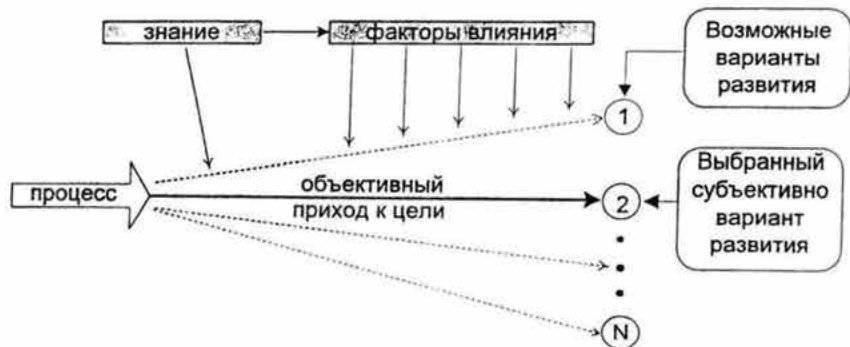 знание
факторы влияния
Возможные
варианты
развития
1
процесс
объективный
приход к цели
2
Выбранный
субъективно
вариант
развития
N